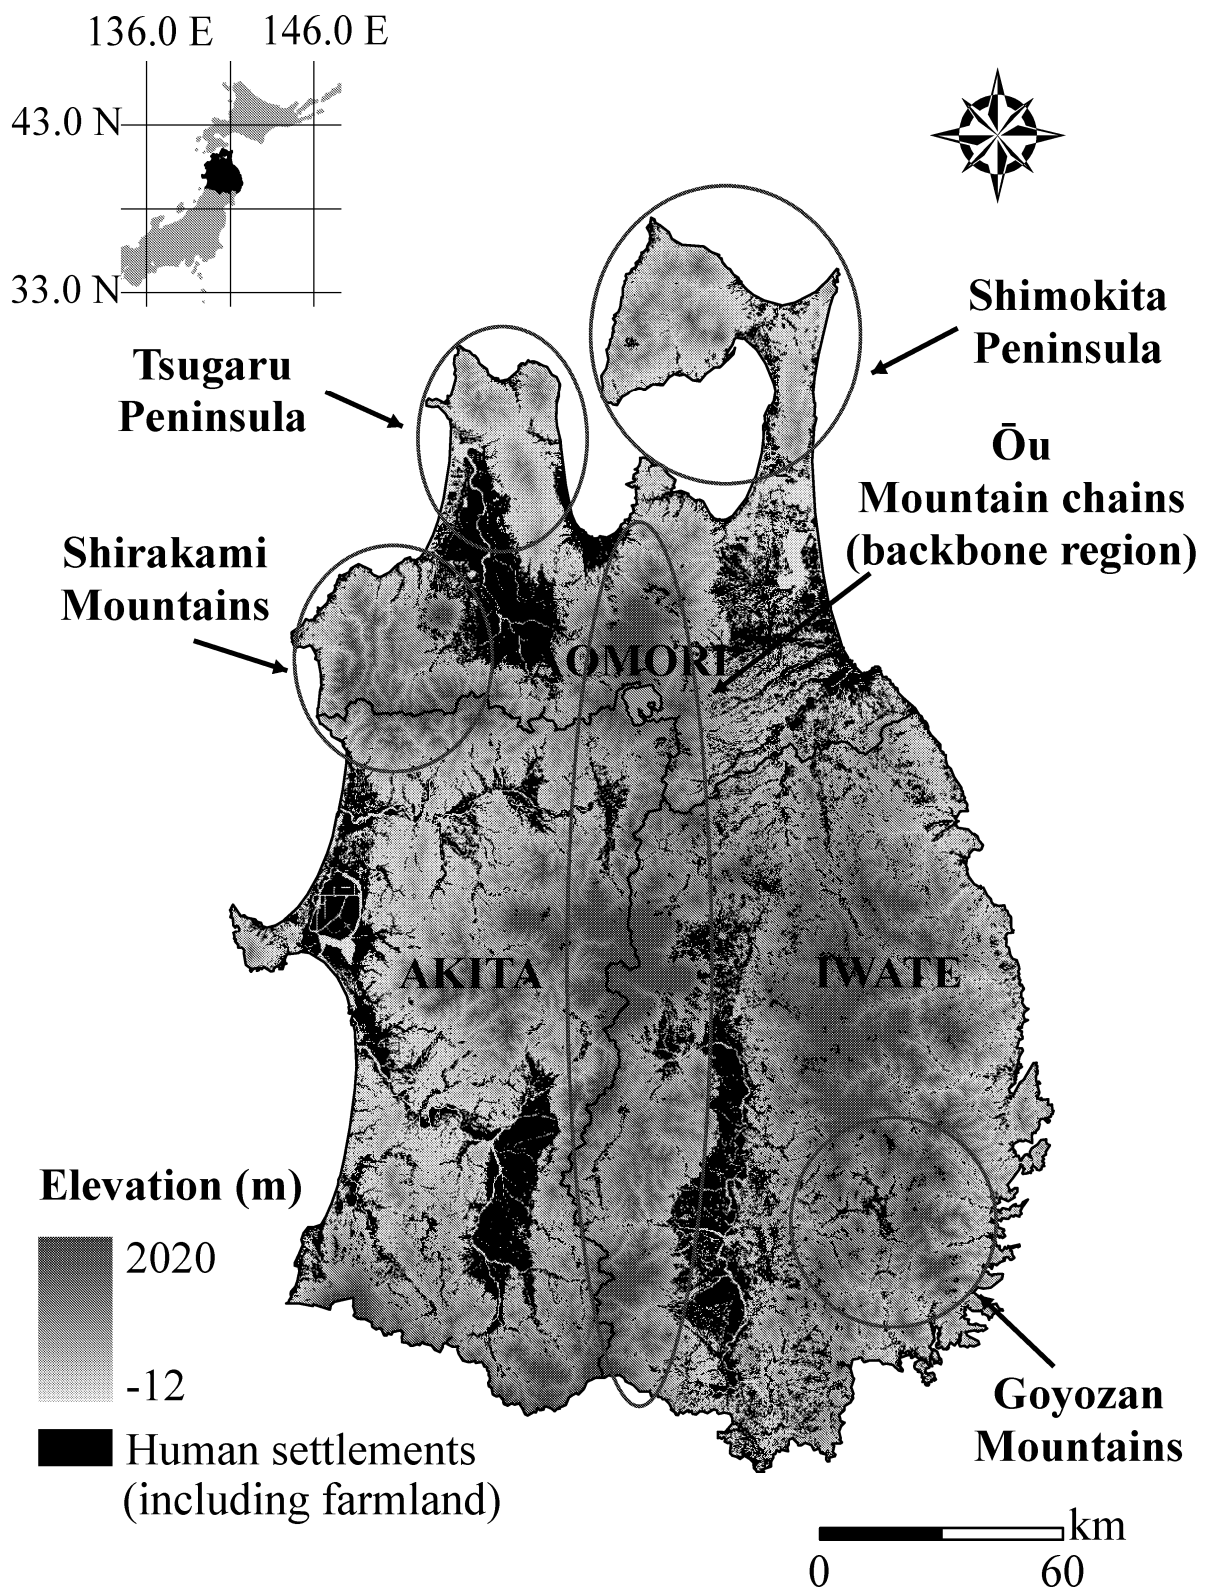 136.0 E 146.0 E
43.0 N
33.0 N
Shimokita
Peninsula
Tsugaru
Peninsula
Ōu
Mountain chains
(backbone region)
Shirakami
Mountains
AOMORI
AKITA
IWATE
Elevation (m)
2020
-12
Human settlements
(including farmland)
Goyozan
Mountains
km
0 60